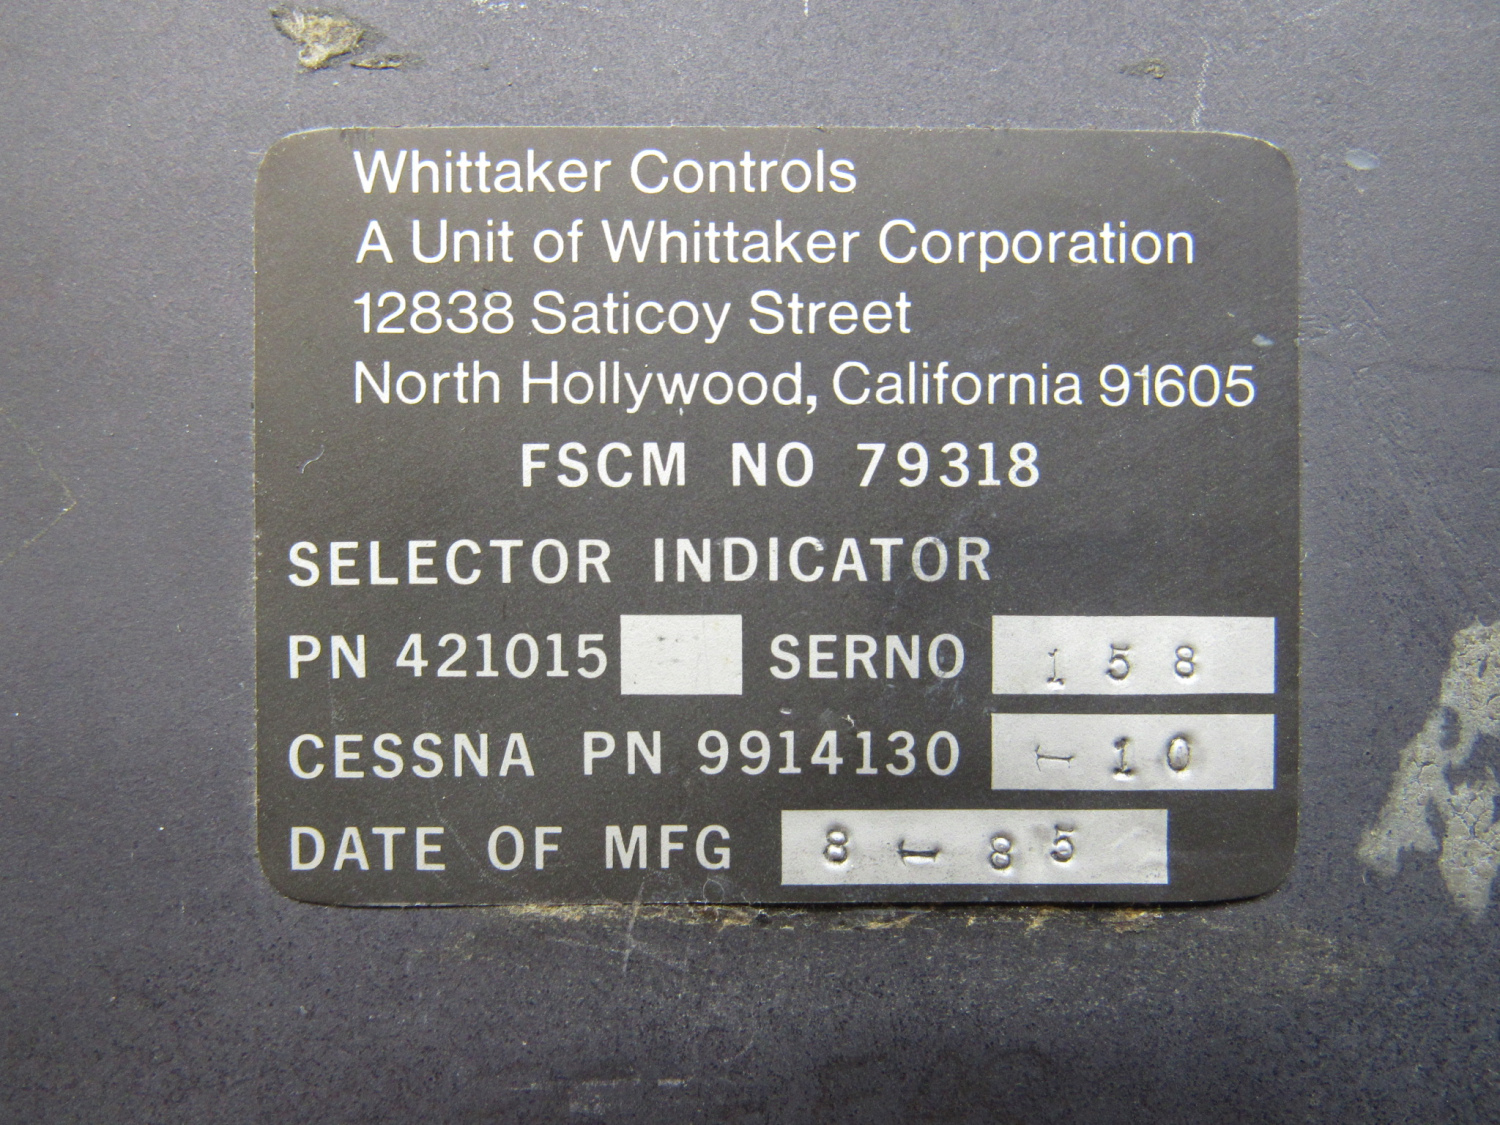 Whittaker Controls
A Unit of Whittaker Corporation
12838 Saticoy Street
North Hollywood, California 91605
FSCM NO 79318
SELECTOR INDICATOR
PN 421015 SERNO 158
CESSNA PN 9914130 -10
DATE OF MFG 8-85